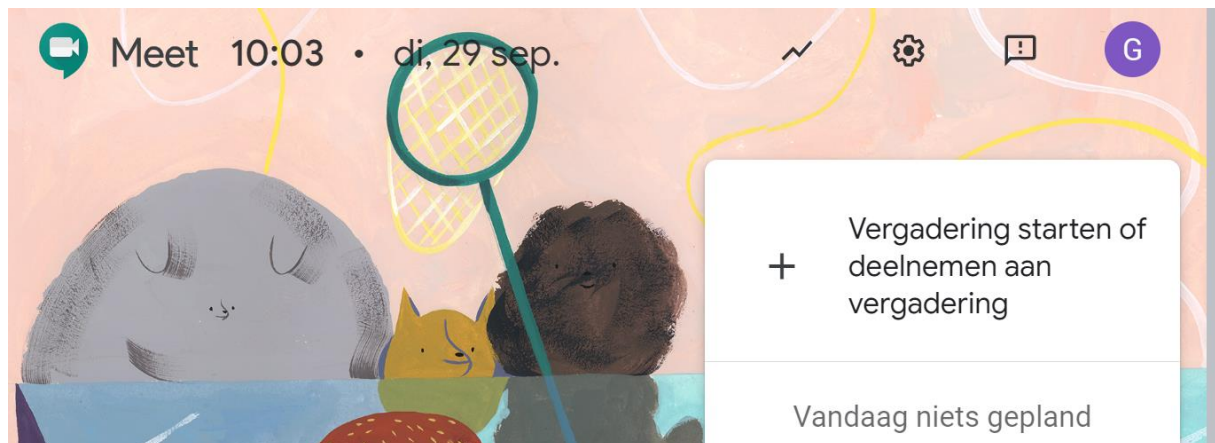 Meet 10:03 • di, 29 sep.
G
Vergadering starten of
deelnemen aan
vergadering
Vandaag niets gepland